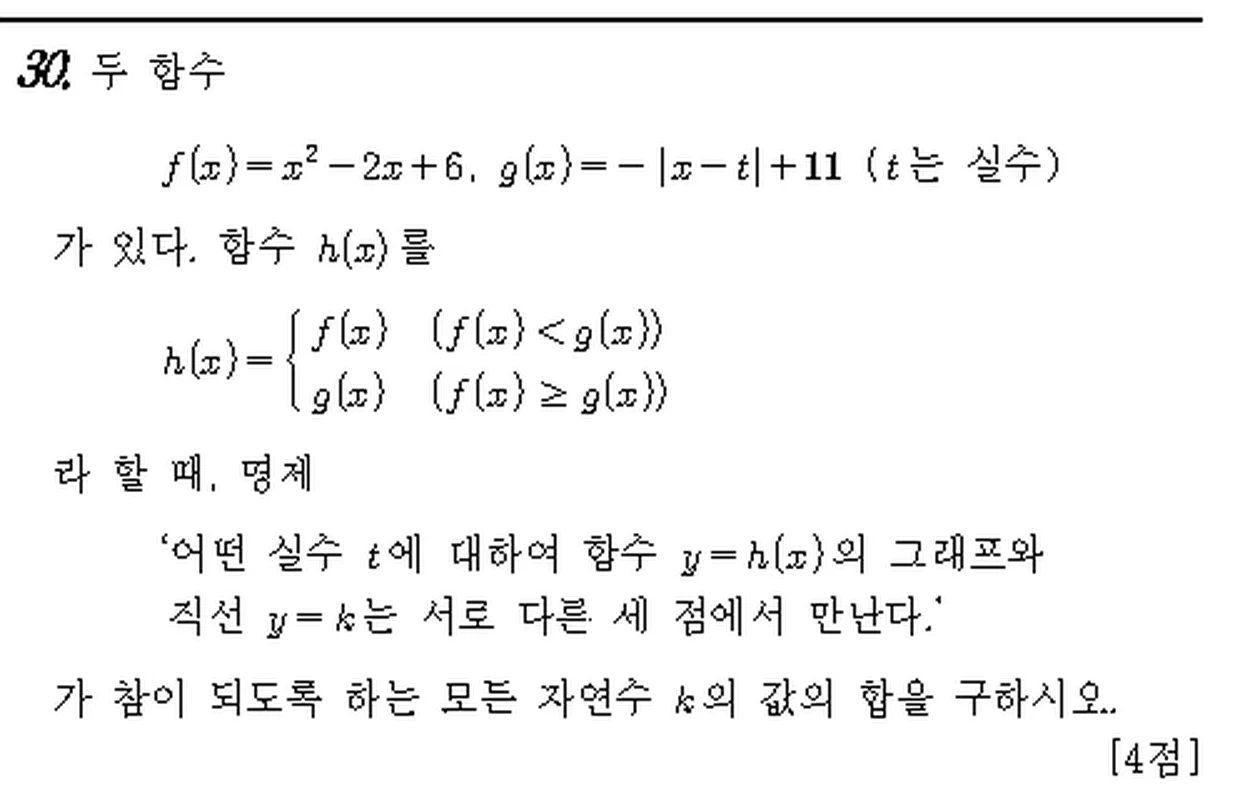 30. 두 함수
f(x)=x²-2x+6, g(x)=-|x-t|+11 (t는 실수)
가 있다. 함수 h(x)를
h(x)={ f(x) (f(x)<g(x))
g(x) (f(x)≥g(x))
라 할 때, 명제
‘어떤 실수 t에 대하여 함수 y=h(x)의 그래프와
직선 y=k는 서로 다른 세 점에서 만난다.’
가 참이 되도록 하는 모든 자연수 k의 값의 합을 구하시오..
[4점]